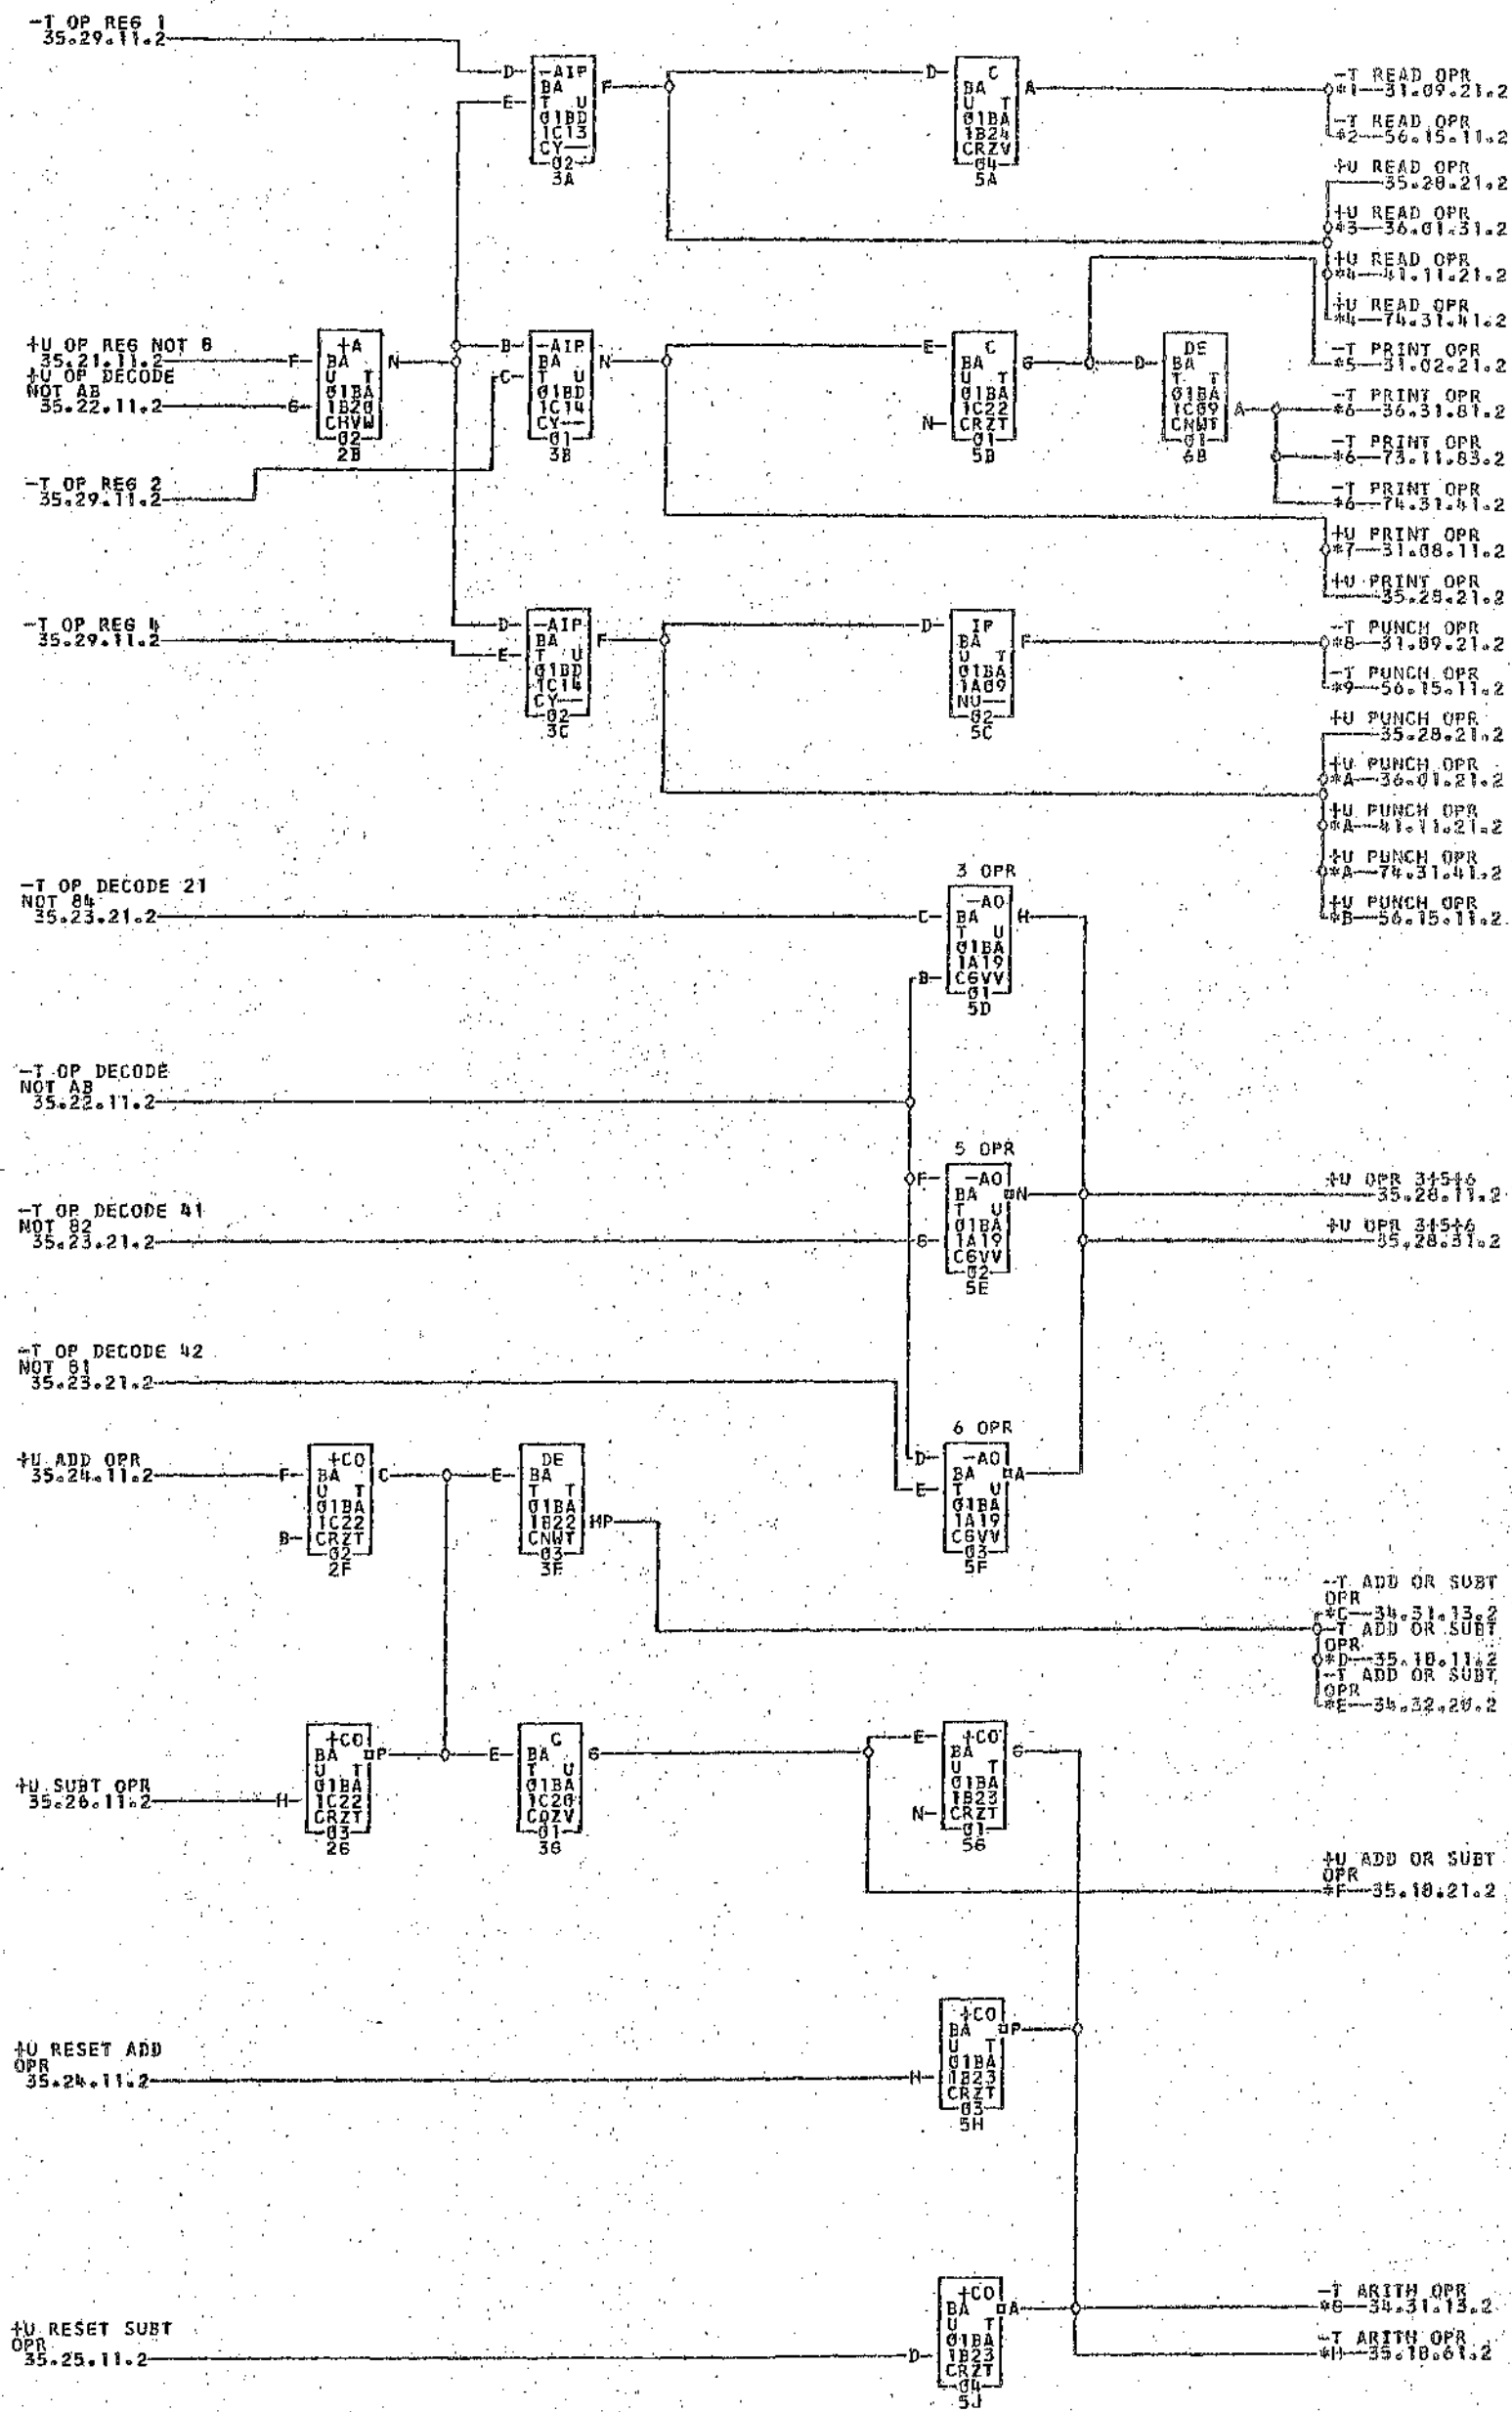 -T OP REG 1
35.29.11.2
D -AIP
BA F
E T U
01BD
1C13
CY--
02
3A
D C
BA A
U T
01BA
1B24
CRZV
04
5A
-T READ OPR
*1-31.09.21.2
-T READ OPR
*2-56.15.11.2
+U READ OPR
35.28.21.2
+U READ OPR
*3-36.01.31.2
+U READ OPR
*4-41.11.21.2
+U READ OPR
*4-74.31.41.2
+U OP REG NOT 8
35.21.11.2
+U OP DECODE
NOT AB
35.22.11.2
+A
F BA N
U T
G 01BA
1B20
CRVW
02
2B
B -AIP
BA N
C T U
01BD
1C14
CY--
01
3B
E C
BA G
U T
01BA
1C22
N CRZT
01
5B
DE
D BA
T T
01BA
1C09 A
CNWT
01
6B
-T PRINT OPR
*5-31.02.21.2
-T PRINT OPR
*6-36.31.81.2
-T PRINT OPR
*6-73.11.83.2
-T PRINT OPR
*6-74.31.41.2
-T OP REG 2
35.29.11.2
+U PRINT OPR
*7-31.08.11.2
+U PRINT OPR
35.28.21.2
-T OP REG 4
35.29.11.2
D -AIP
BA F
E T U
01BD
1C14
CY--
02
3C
D IP
BA F
U T
01BA
1A09
NU--
02
5C
-T PUNCH OPR
*8-31.09.21.2
-T PUNCH OPR
*9-56.15.11.2
+U PUNCH OPR
35.28.21.2
+U PUNCH OPR
*A-36.01.21.2
+U PUNCH OPR
*A-41.11.21.2
+U PUNCH OPR
*A-74.31.41.2
+U PUNCH OPR
*B-56.15.11.2
-T OP DECODE 21
NOT 84
35.23.21.2
3 OPR
-AO
C BA H
T U
01BA
1A19
B CGVV
01
5D
-T OP DECODE
NOT AB
35.22.11.2
5 OPR
F -AO
BA N
T U
01BA
G 1A19
CGVV
02
5E
+U OPR 3+5+6
35.28.11.2
+U OPR 3+5+6
35.28.31.2
-T OP DECODE 41
NOT 82
35.23.21.2
-T OP DECODE 42
NOT 81
35.23.21.2
6 OPR
D -AO
BA A
E T U
01BA
1A19
CGVV
03
5F
+U ADD OPR
35.24.11.2
+CO
F BA C
U T
01BA
1C22
B CRZT
02
2F
DE
E BA
T T
01BA
1B22 HP
CNWT
03
3F
-T ADD OR SUBT
OPR
*C-34.31.13.2
-T ADD OR SUBT
OPR
*D-35.18.11.2
-T ADD OR SUBT
OPR
*E-34.32.20.2
+U SUBT OPR
35.26.11.2
+CO
BA P
U T
01BA
H 1C22
CRZT
03
2G
C
E BA G
T U
01BA
1C20
CQZV
01
3G
E +CO
BA G
U T
01BA
1B23
N CRZT
01
5G
+U ADD OR SUBT
OPR
*F-35.18.21.2
+U RESET ADD
OPR
35.24.11.2
+CO
BA P
U T
01BA
H 1B23
CRZT
03
5H
+U RESET SUBT
OPR
35.25.11.2
+CO
BA A
U T
01BA
D 1B23
CRZT
04
5J
-T ARITH OPR
*G-34.31.13.2
-T ARITH OPR
*H-35.18.61.2